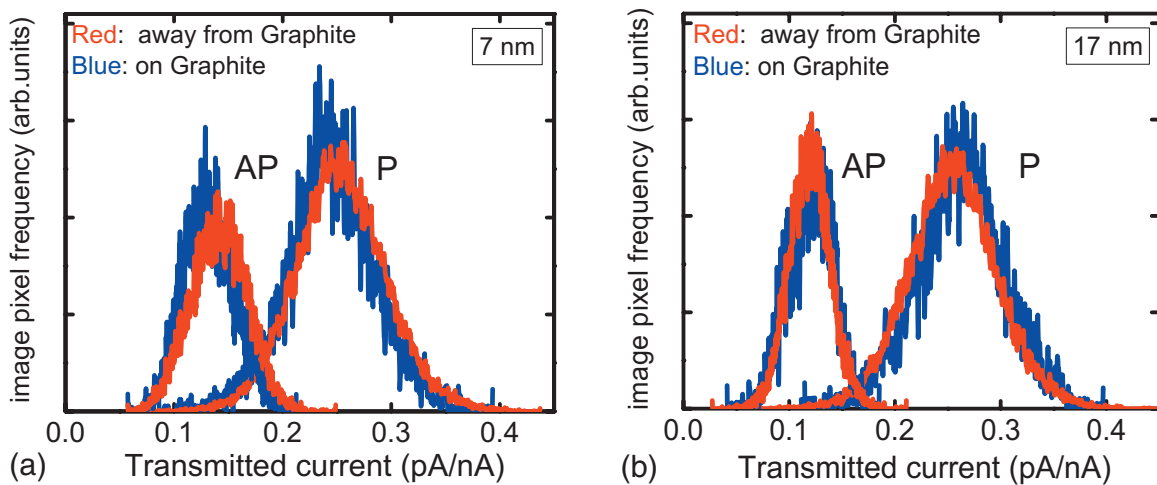 image pixel frequency (arb.units)
Red: away from Graphite
Blue: on Graphite
7 nm
AP
P
0.0 0.1 0.2 0.3 0.4
(a) Transmitted current (pA/nA)
image pixel frequency (arb.units)
Red: away from Graphite
Blue: on Graphite
17 nm
AP
P
0.0 0.1 0.2 0.3 0.4
(b) Transmitted current (pA/nA)